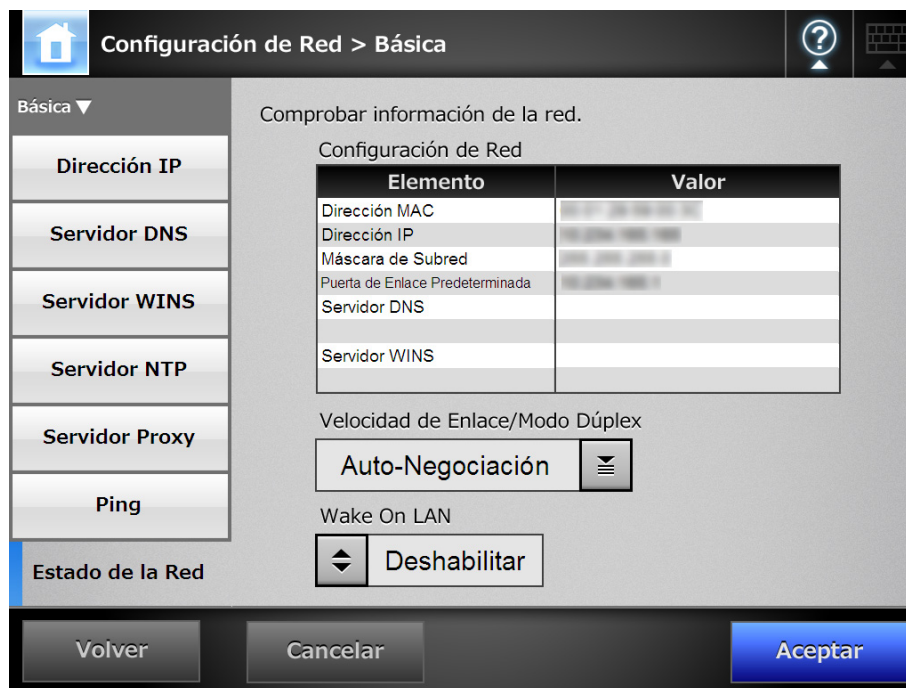 Configuración de Red > Básica
Básica
Dirección IP
Servidor DNS
Servidor WINS
Servidor NTP
Servidor Proxy
Ping
Estado de la Red
Comprobar información de la red.
Configuración de Red
Elemento Valor
Dirección MAC
Dirección IP
Máscara de Subred
Puerta de Enlace Predeterminada
Servidor DNS
Servidor WINS
Velocidad de Enlace/Modo Dúplex
Auto-Negociación
Wake On LAN
Deshabilitar
Volver Cancelar Aceptar